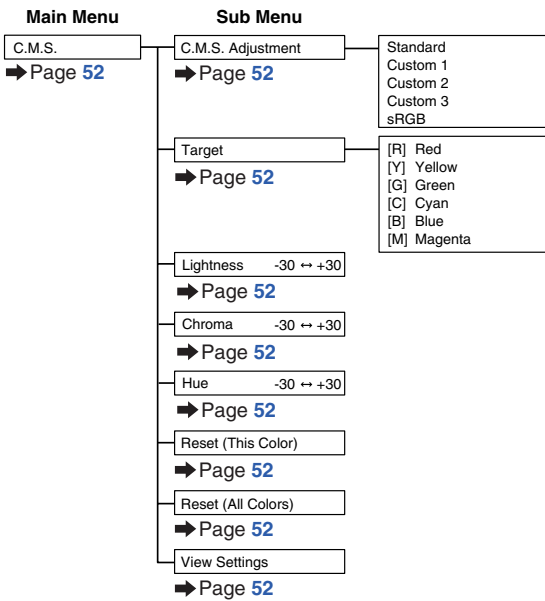 Main Menu
Sub Menu
C.M.S.
➡ Page 52
C.M.S. Adjustment
➡ Page 52
Standard
Custom 1
Custom 2
Custom 3
sRGB
Target
➡ Page 52
[R] Red
[Y] Yellow
[G] Green
[C] Cyan
[B] Blue
[M] Magenta
Lightness -30 ↔ +30
➡ Page 52
Chroma -30 ↔ +30
➡ Page 52
Hue -30 ↔ +30
➡ Page 52
Reset (This Color)
➡ Page 52
Reset (All Colors)
➡ Page 52
View Settings
➡ Page 52